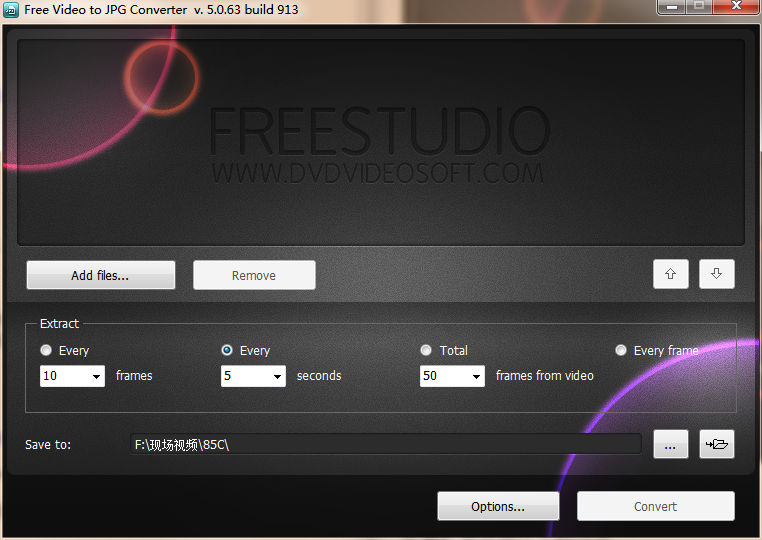 Free Video to JPG Converter v. 5.0.63 build 913
FREESTUDIO
WWW.DVDVIDEOSOFT.COM
Add files...
Remove
Extract
Every
Every
Total
Every frame
10 frames
5 seconds
50 frames from video
Save to: F:\现场视频\85C\
...
Options...
Convert